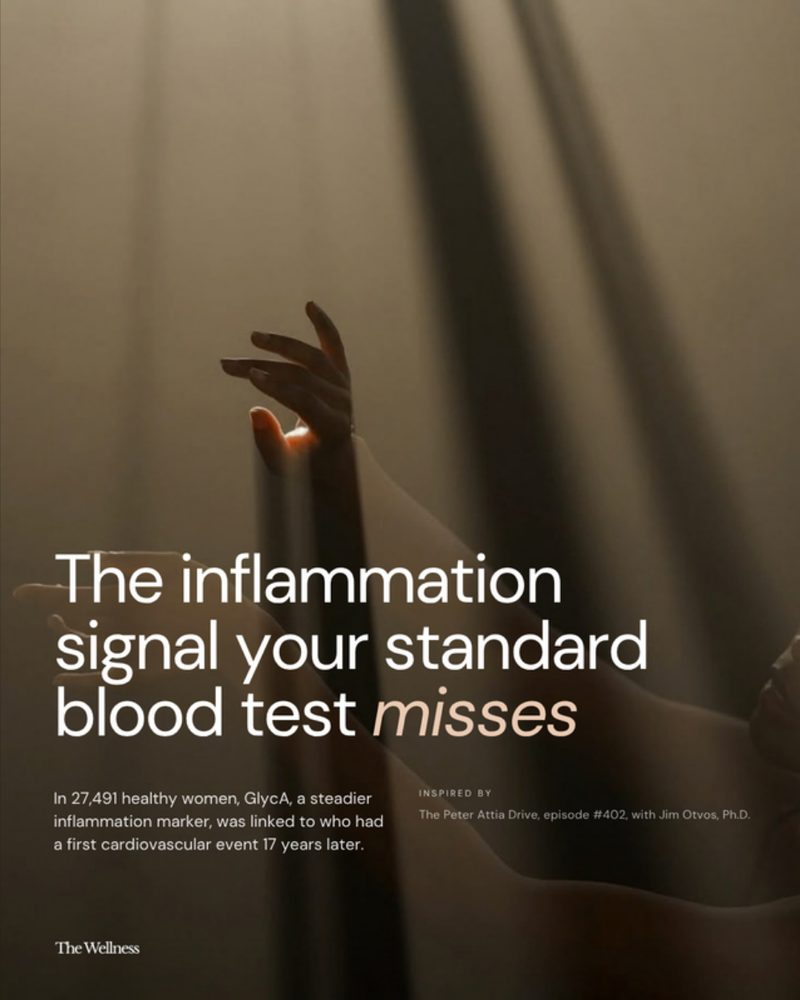 The inflammation
signal your standard
blood test misses
In 27,491 healthy women, GlycA, a steadier
inflammation marker, was linked to who had
a first cardiovascular event 17 years later.
INSPIRED BY
The Peter Attia Drive, episode #402, with Jim Otvos, Ph.D.
The Wellness